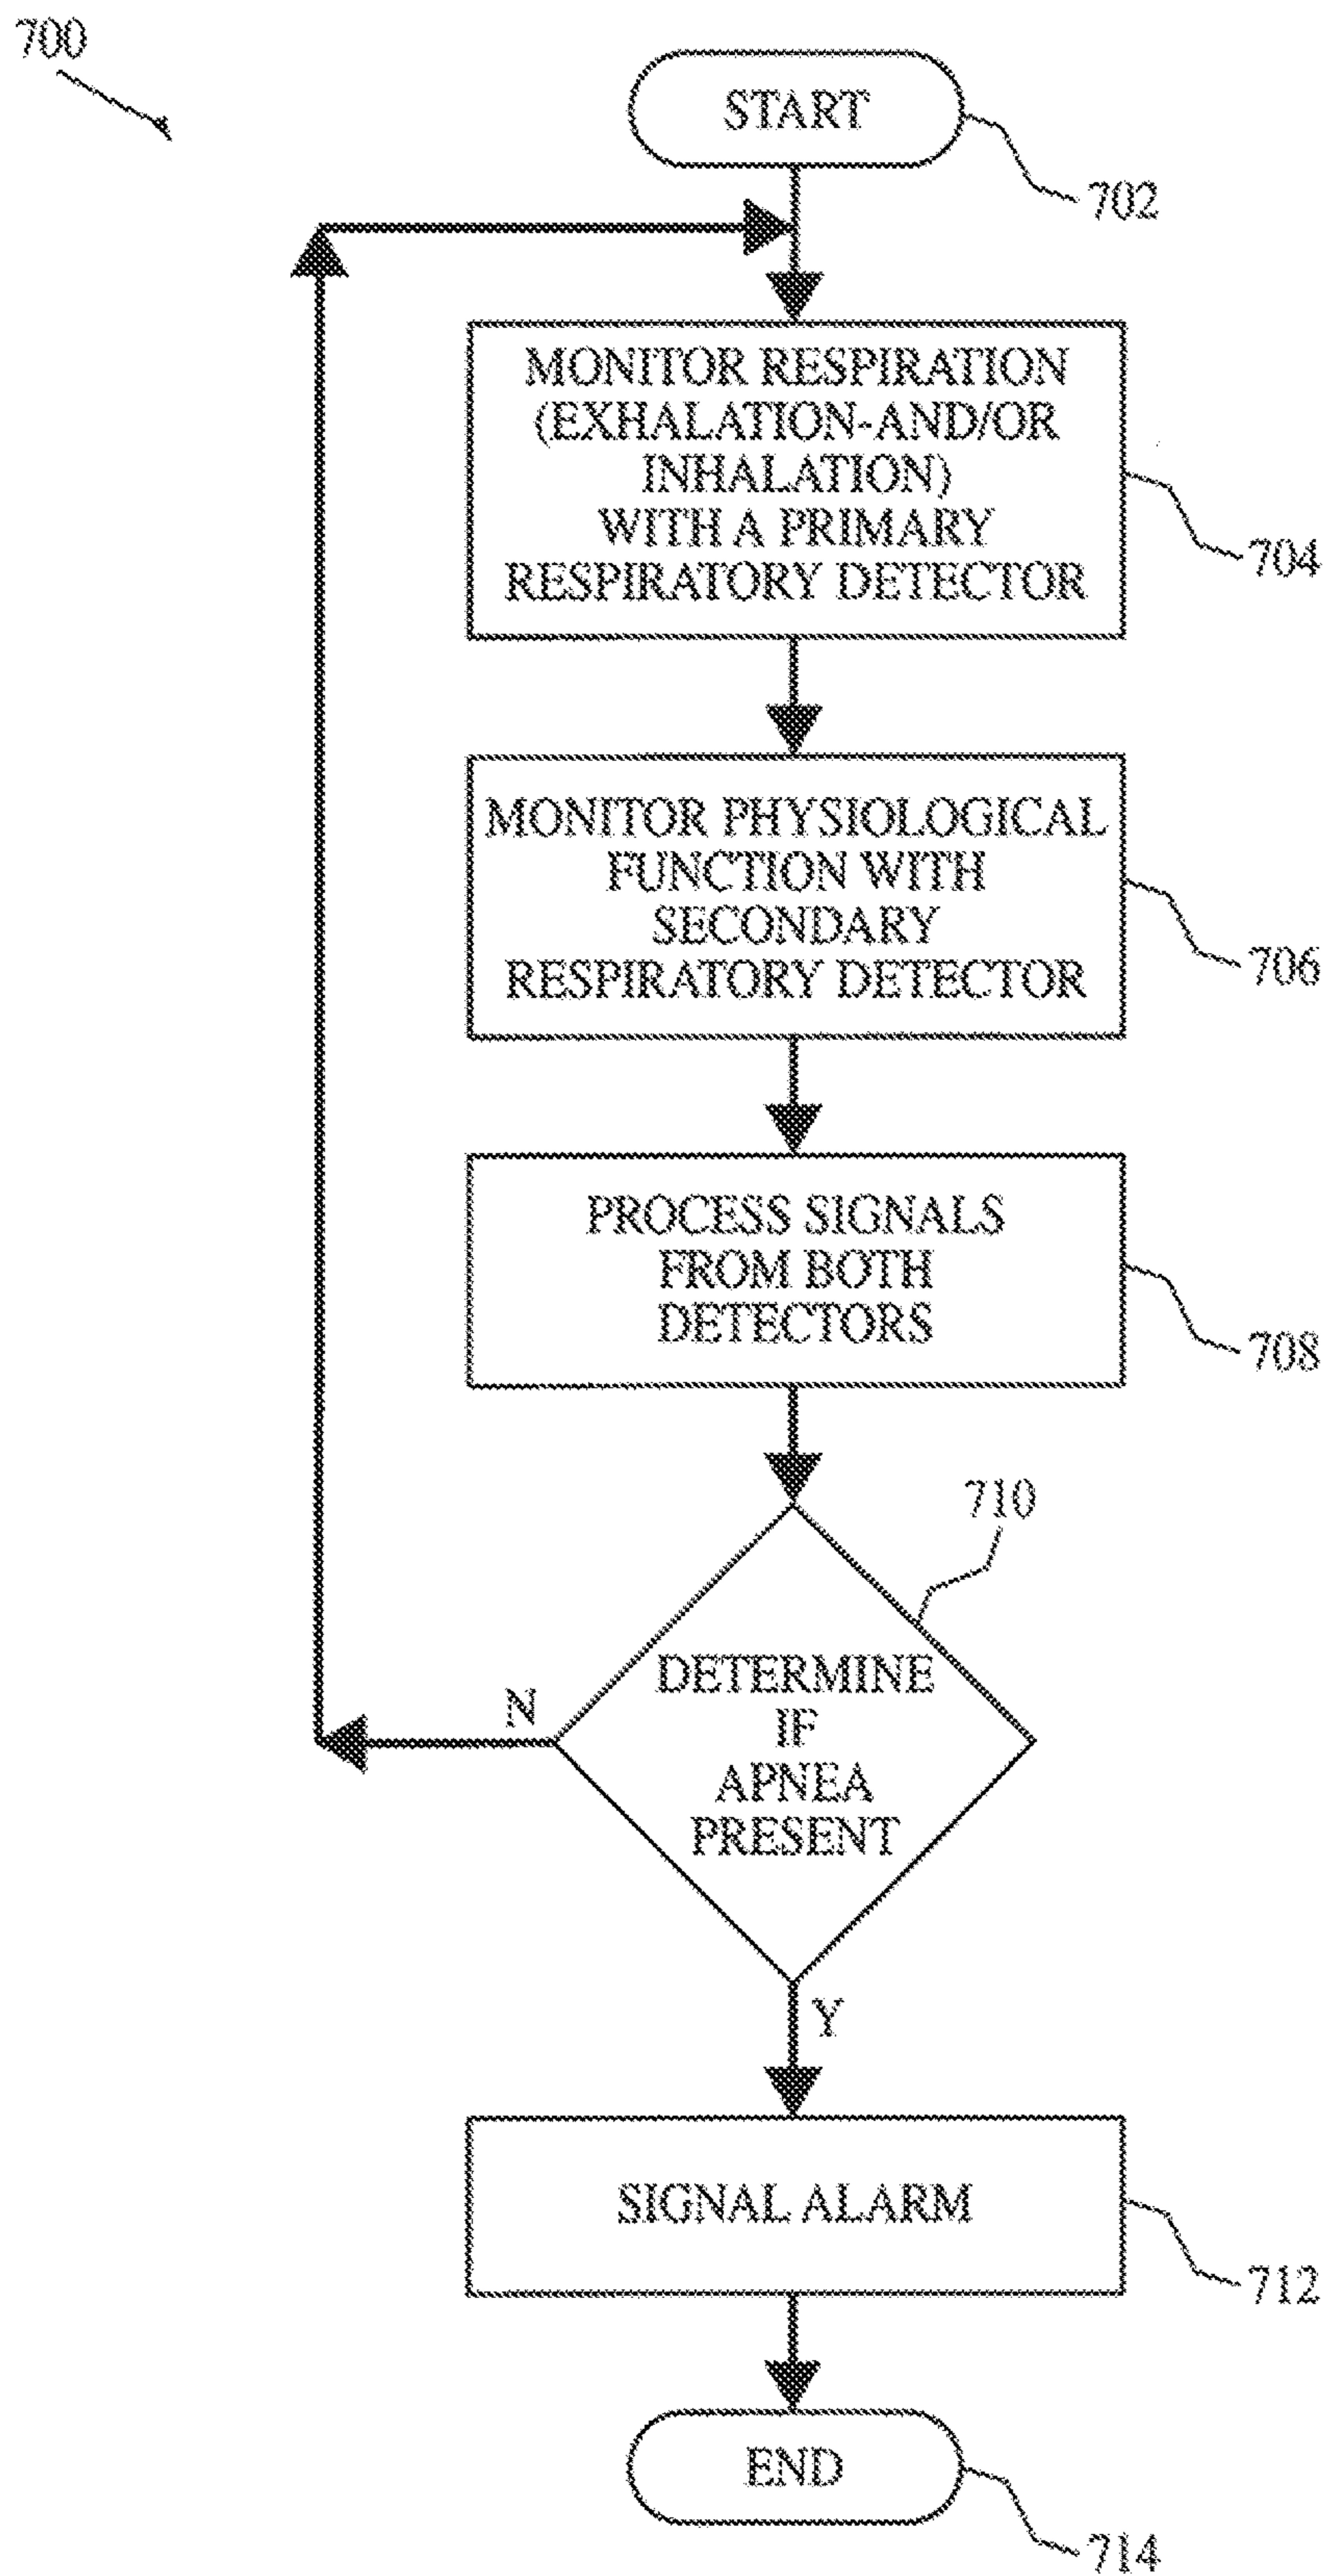 700
START
702
MONITOR RESPIRATION
(EXHALATION-AND/OR
INHALATION)
WITH A PRIMARY
RESPIRATORY DETECTOR
704
MONITOR PHYSIOLOGICAL
FUNCTION WITH
SECONDARY
RESPIRATORY DETECTOR
706
PROCESS SIGNALS
FROM BOTH
DETECTORS
708
710
DETERMINE
IF
APNEA
PRESENT
N
Y
SIGNAL ALARM
712
END
714